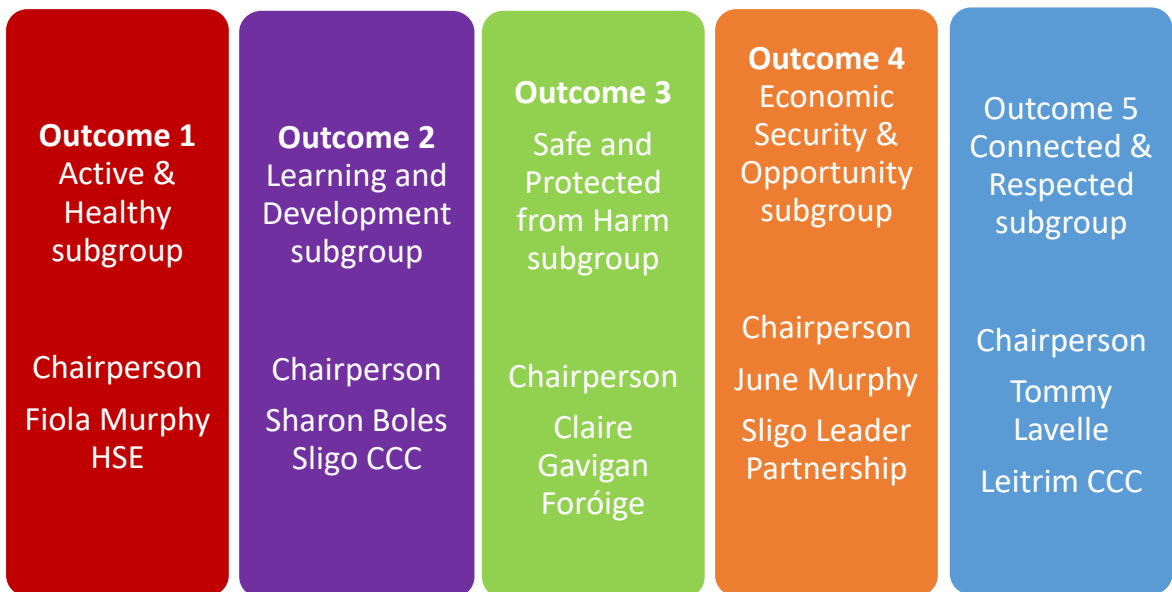 Outcome 1
Active &
Healthy
subgroup
Chairperson
Fiola Murphy
HSE
Outcome 2
Learning and
Development
subgroup
Chairperson
Sharon Boles
Sligo CCC
Outcome 3
Safe and
Protected
from Harm
subgroup
Chairperson
Claire
Gavigan
Foróige
Outcome 4
Economic
Security &
Opportunity
subgroup
Chairperson
June Murphy
Sligo Leader
Partnership
Outcome 5
Connected &
Respected
subgroup
Chairperson
Tommy
Lavelle
Leitrim CCC